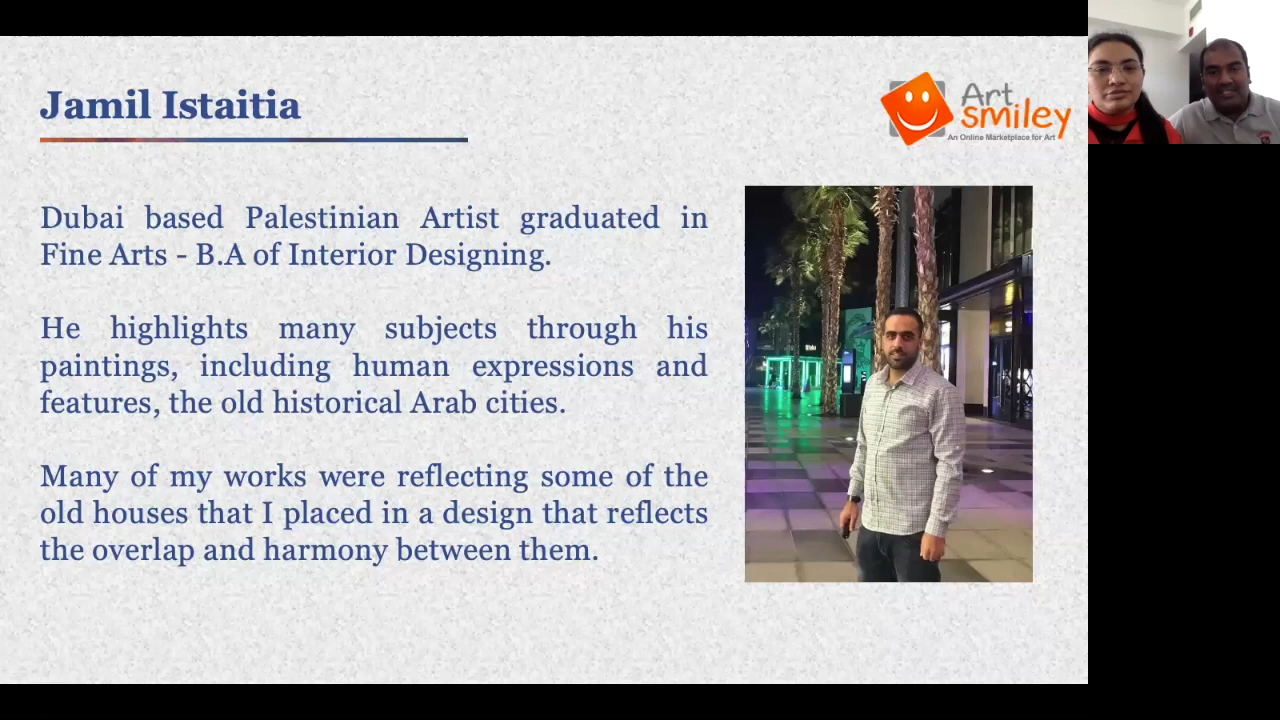 Jamil Istaitia
Art
smiley
An Online Marketplace for Art
Dubai based Palestinian Artist graduated in
Fine Arts - B.A of Interior Designing.
He highlights many subjects through his
paintings, including human expressions and
features, the old historical Arab cities.
Many of my works were reflecting some of the
old houses that I placed in a design that reflects
the overlap and harmony between them.